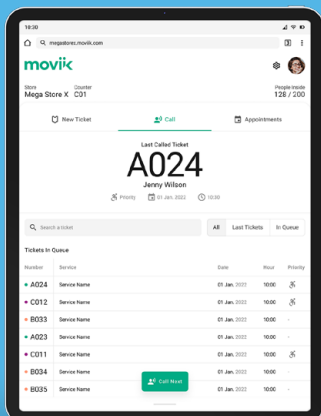 18:30
megastorex.moviik.com
3
moviik
Store
Mega Store X
Counter
C01
People Inside
128 / 200
New Ticket
Call
Appointments
Last Called Ticket
A024
Jenny Wilson
Priority
01 Jan. 2022
10:00
Search a ticket
All
Last Tickets
In Queue
Tickets In Queue
Number Service Date Hour Priority
A024 Service Name 01 Jan. 2022 10:00
C012 Service Name 01 Jan. 2022 10:00
B033 Service Name 01 Jan. 2022 10:00 -
A023 Service Name 01 Jan. 2022 10:00 -
C011 Service Name 01 Jan. 2022 10:00
B034 Service Name 01 Jan. 2022 10:00 -
B035 Service Name 01 Jan. 2022 10:00 -
Call Next